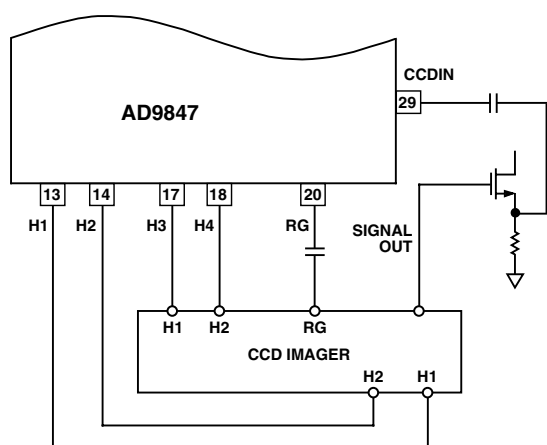 CCDIN
29
AD9847
13
14
17
18
20
H1
H2
H3
H4
RG
SIGNAL
OUT
H1
H2
RG
CCD IMAGER
H2
H1